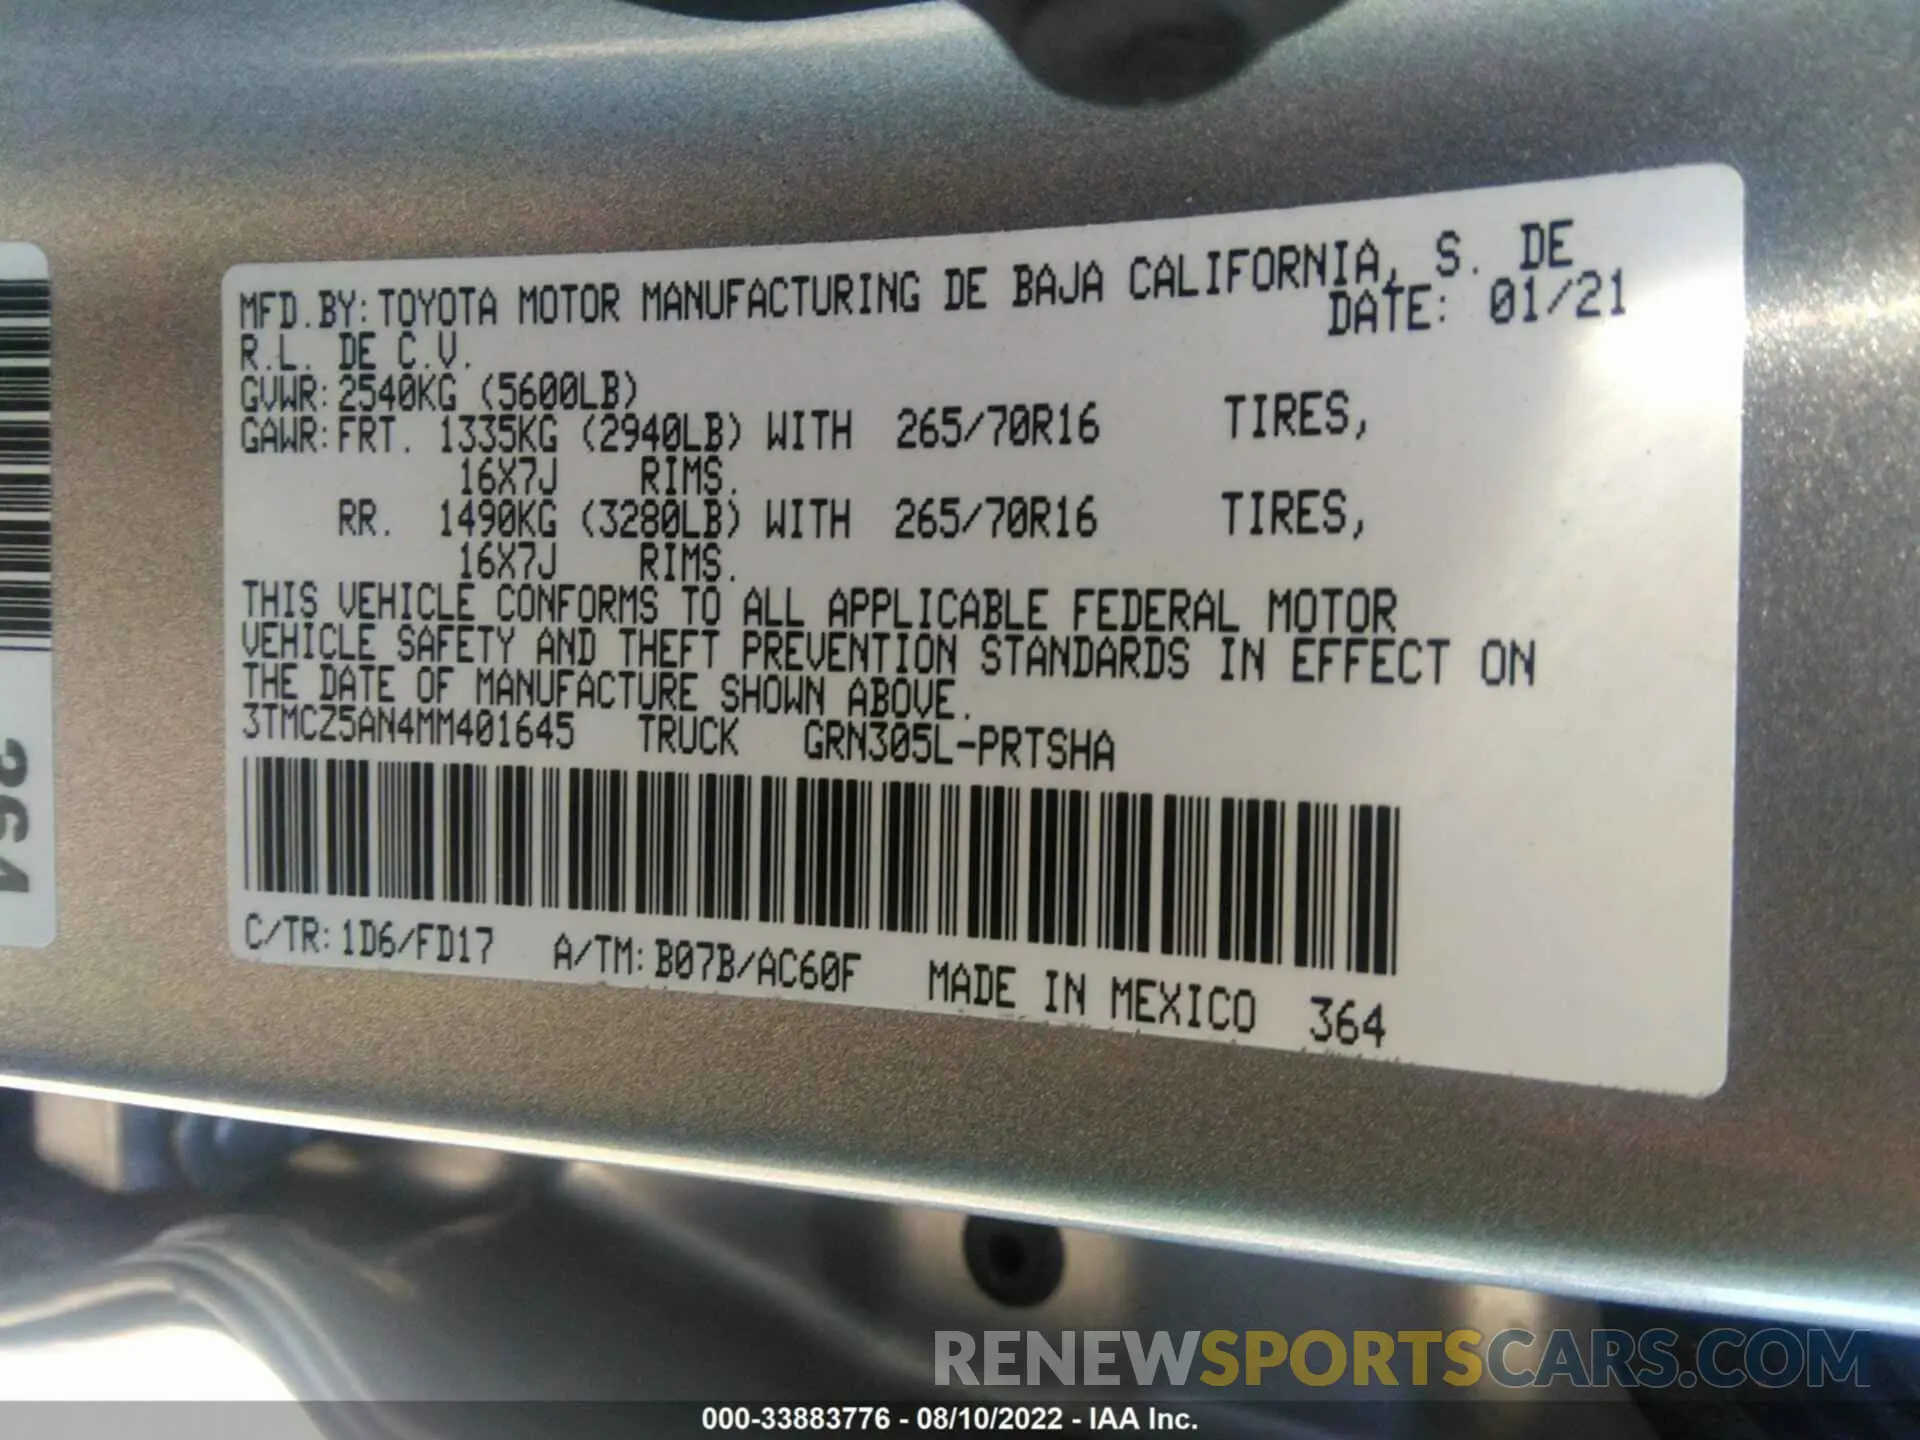 MFD.BY:TOYOTA MOTOR MANUFACTURING DE BAJA CALIFORNIA, S. DE
R.L. DE C.V. DATE: 01/21
GVWR:2540KG (5600LB)
GAWR:FRT. 1335KG (2940LB) WITH 265/70R16 TIRES,
16X7J RIMS.
RR. 1490KG (3280LB) WITH 265/70R16 TIRES,
16X7J RIMS.
THIS VEHICLE CONFORMS TO ALL APPLICABLE FEDERAL MOTOR
VEHICLE SAFETY AND THEFT PREVENTION STANDARDS IN EFFECT ON
THE DATE OF MANUFACTURE SHOWN ABOVE.
3TMCZ5AN4MM401645 TRUCK GRN305L-PRTSHA
C/TR:1D6/FD17 A/TM:B07B/AC60F MADE IN MEXICO 364
364
RENEWSPORTSCARS.COM
000-33883776 - 08/10/2022 - IAA Inc.